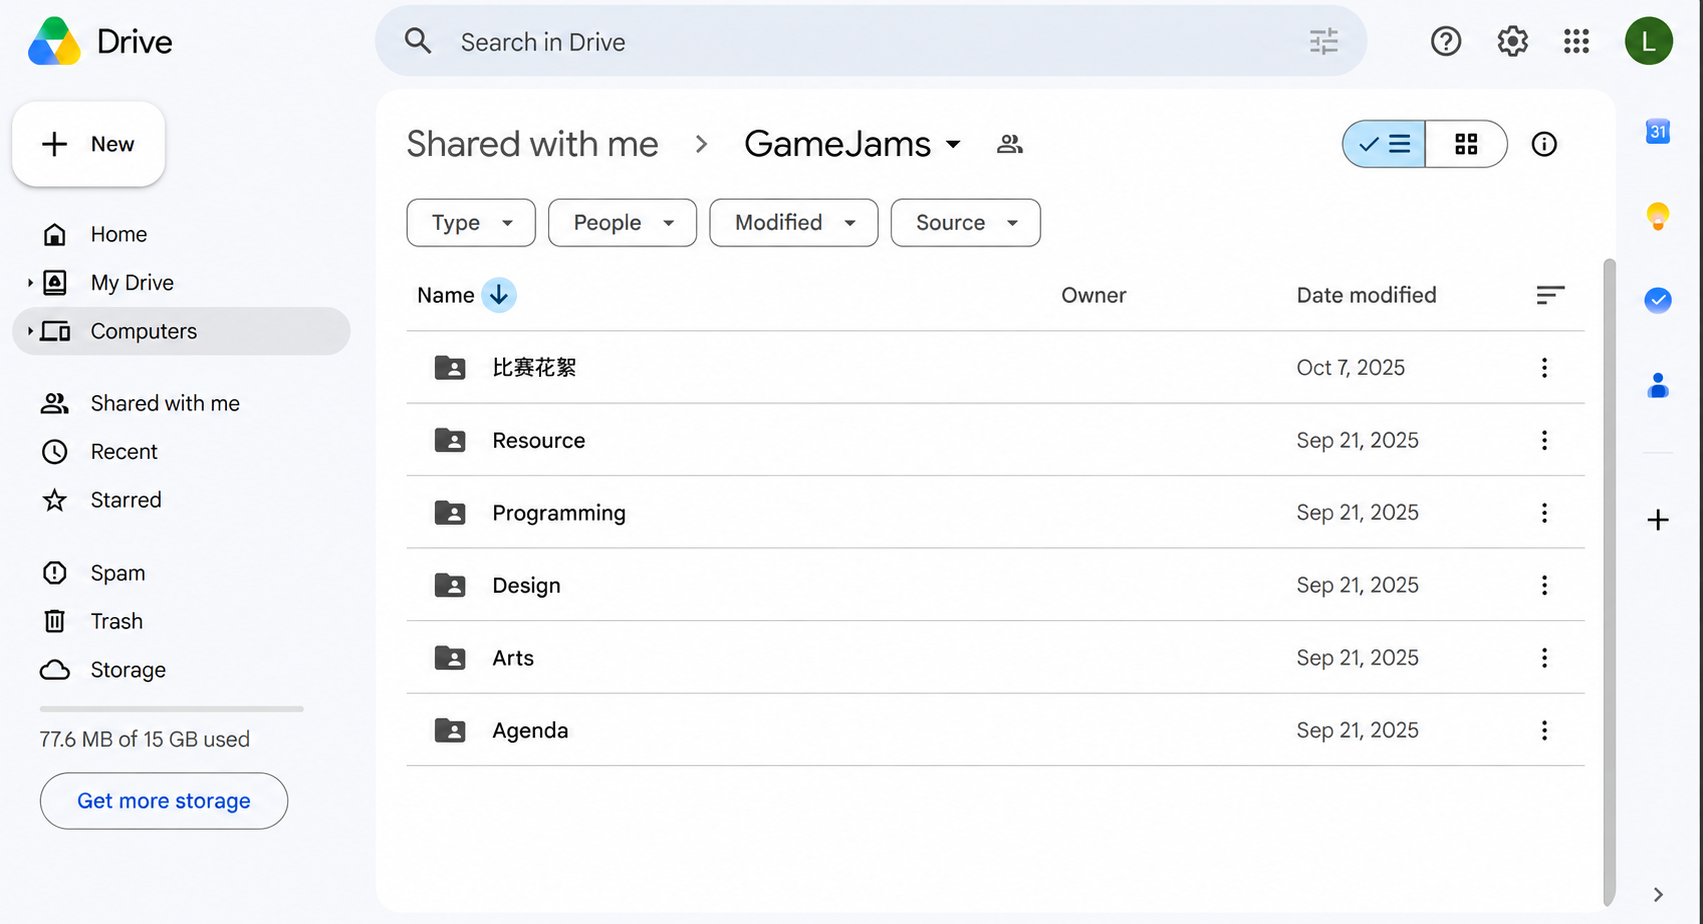 Drive
Search in Drive
L
New
Shared with me > GameJams
31
Type People Modified Source
Home
My Drive
Computers
Shared with me
Recent
Starred
Spam
Trash
Storage
77.6 MB of 15 GB used
Get more storage
Name Owner Date modified
比赛花絮 Oct 7, 2025
Resource Sep 21, 2025
Programming Sep 21, 2025
Design Sep 21, 2025
Arts Sep 21, 2025
Agenda Sep 21, 2025